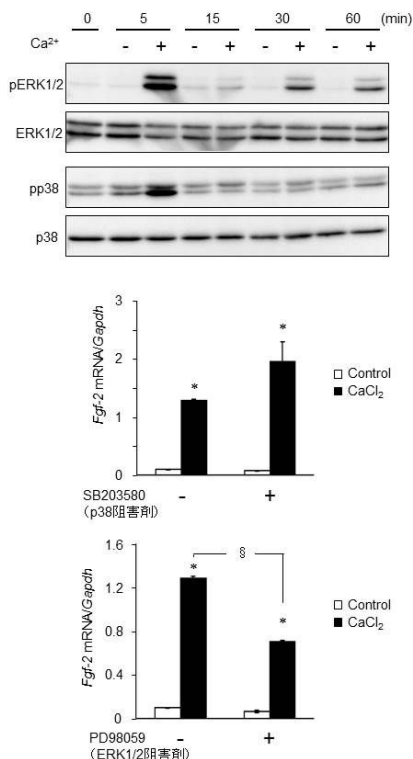 0 5 15 30 60 (min)
Ca²⁺ - + - + - + - +
pERK1/2
ERK1/2
pp38
p38
Fgf-2 mRNA/Gapdh
3
2
1
0
*
*
Control
CaCl₂
SB203580 - +
(p38阻害剤)
Fgf-2 mRNA/Gapdh
1.6
1.2
0.8
0.4
0
*
§
*
Control
CaCl₂
PD98059 - +
(ERK1/2阻害剤)